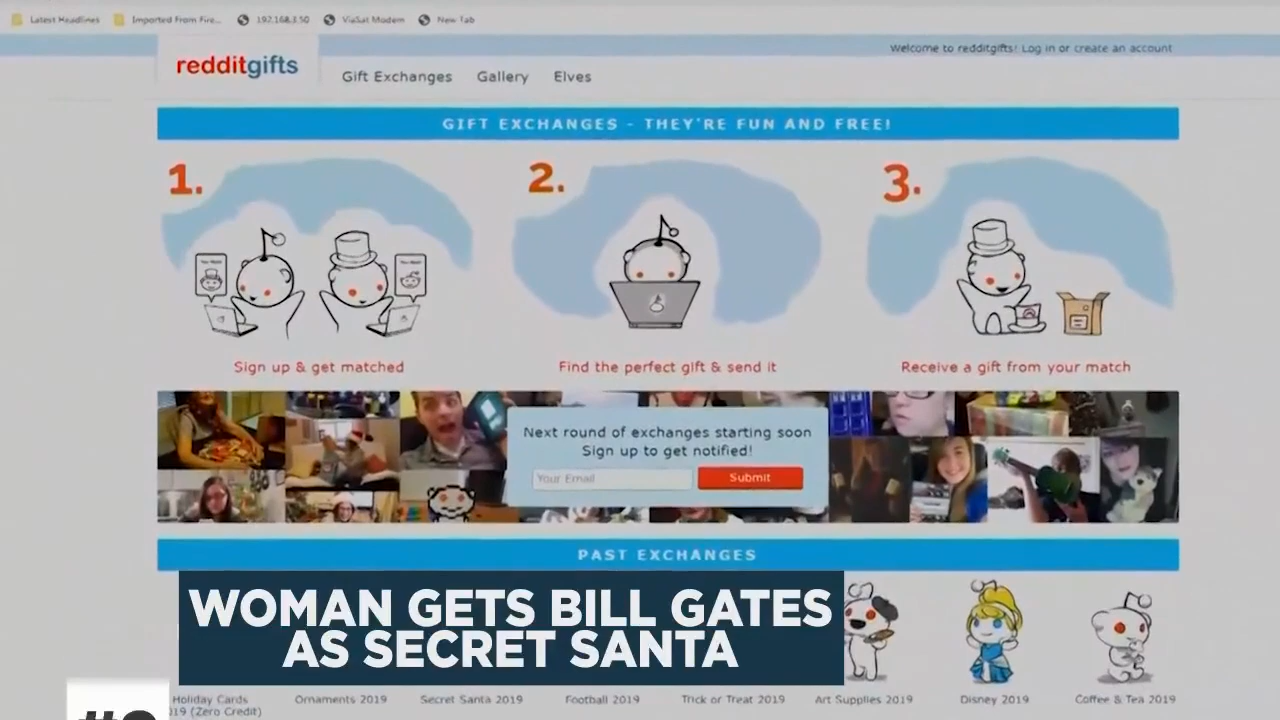 Latest Headlines Imported From Fire... 192.168.3.50 ViaSat Modem New Tab
Welcome to redditgifts! Log in or create an account
redditgifts Gift Exchanges Gallery Elves
GIFT EXCHANGES - THEY'RE FUN AND FREE!
1. 2. 3.
Sign up & get matched Find the perfect gift & send it Receive a gift from your match
Next round of exchanges starting soon
Sign up to get notified!
Your Email Submit
PAST EXCHANGES
WOMAN GETS BILL GATES
AS SECRET SANTA
Holiday Cards Ornaments 2019 Secret Santa 2019 Football 2019 Trick or Treat 2019 Art Supplies 2019 Disney 2019 Coffee & Tea 2019
19 (Zero Credit)